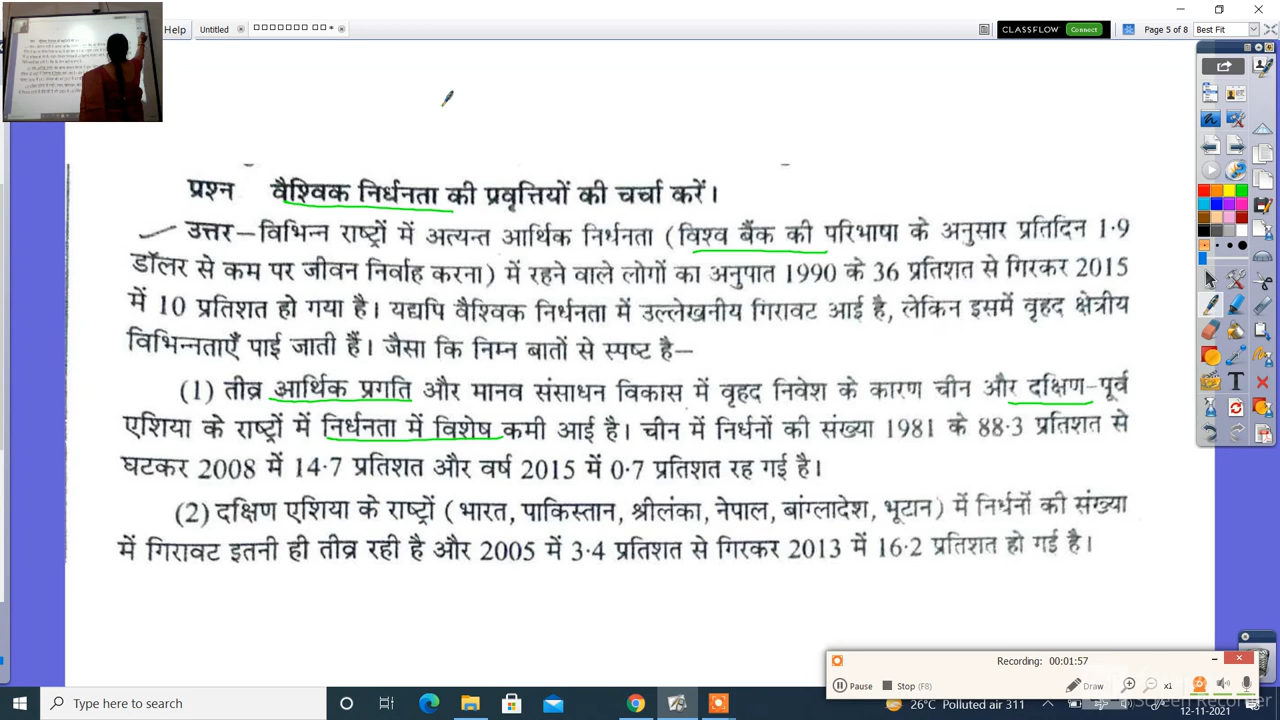 Help Untitled
CLASSFLOW Connect Page 5 of 8 Best Fit
प्रश्न वैश्विक निर्धनता की प्रवृत्तियों की चर्चा करें।
उत्तर–विभिन्न राष्ट्रों में अत्यन्त आर्थिक निर्धनता (विश्व बैंक की परिभाषा के अनुसार प्रतिदिन 1·9
डॉलर से कम पर जीवन निर्वाह करना) में रहने वाले लोगों का अनुपात 1990 के 36 प्रतिशत से गिरकर 2015
में 10 प्रतिशत हो गया है। यद्यपि वैश्विक निर्धनता में उल्लेखनीय गिरावट आई है, लेकिन इसमें वृहद क्षेत्रीय
विभिन्नताएँ पाई जाती हैं। जैसा कि निम्न बातों से स्पष्ट है–
(1) तीव्र आर्थिक प्रगति और मानव संसाधन विकास में वृहद निवेश के कारण चीन और दक्षिण-पूर्व
एशिया के राष्ट्रों में निर्धनता में विशेष कमी आई है। चीन में निर्धनों की संख्या 1981 के 88·3 प्रतिशत से
घटकर 2008 में 14·7 प्रतिशत और वर्ष 2015 में 0·7 प्रतिशत रह गई है।
(2) दक्षिण एशिया के राष्ट्रों (भारत, पाकिस्तान, श्रीलंका, नेपाल, बांग्लादेश, भूटान) में निर्धनों की संख्या
में गिरावट इतनी ही तीव्र रही है और 2005 में 3·4 प्रतिशत से गिरकर 2013 में 16·2 प्रतिशत हो गई है।
Recording: 00:01:57
Pause Stop (F8) Draw x1
Type here to search 26°C Polluted air 311 12-11-2021
Screen Recorder